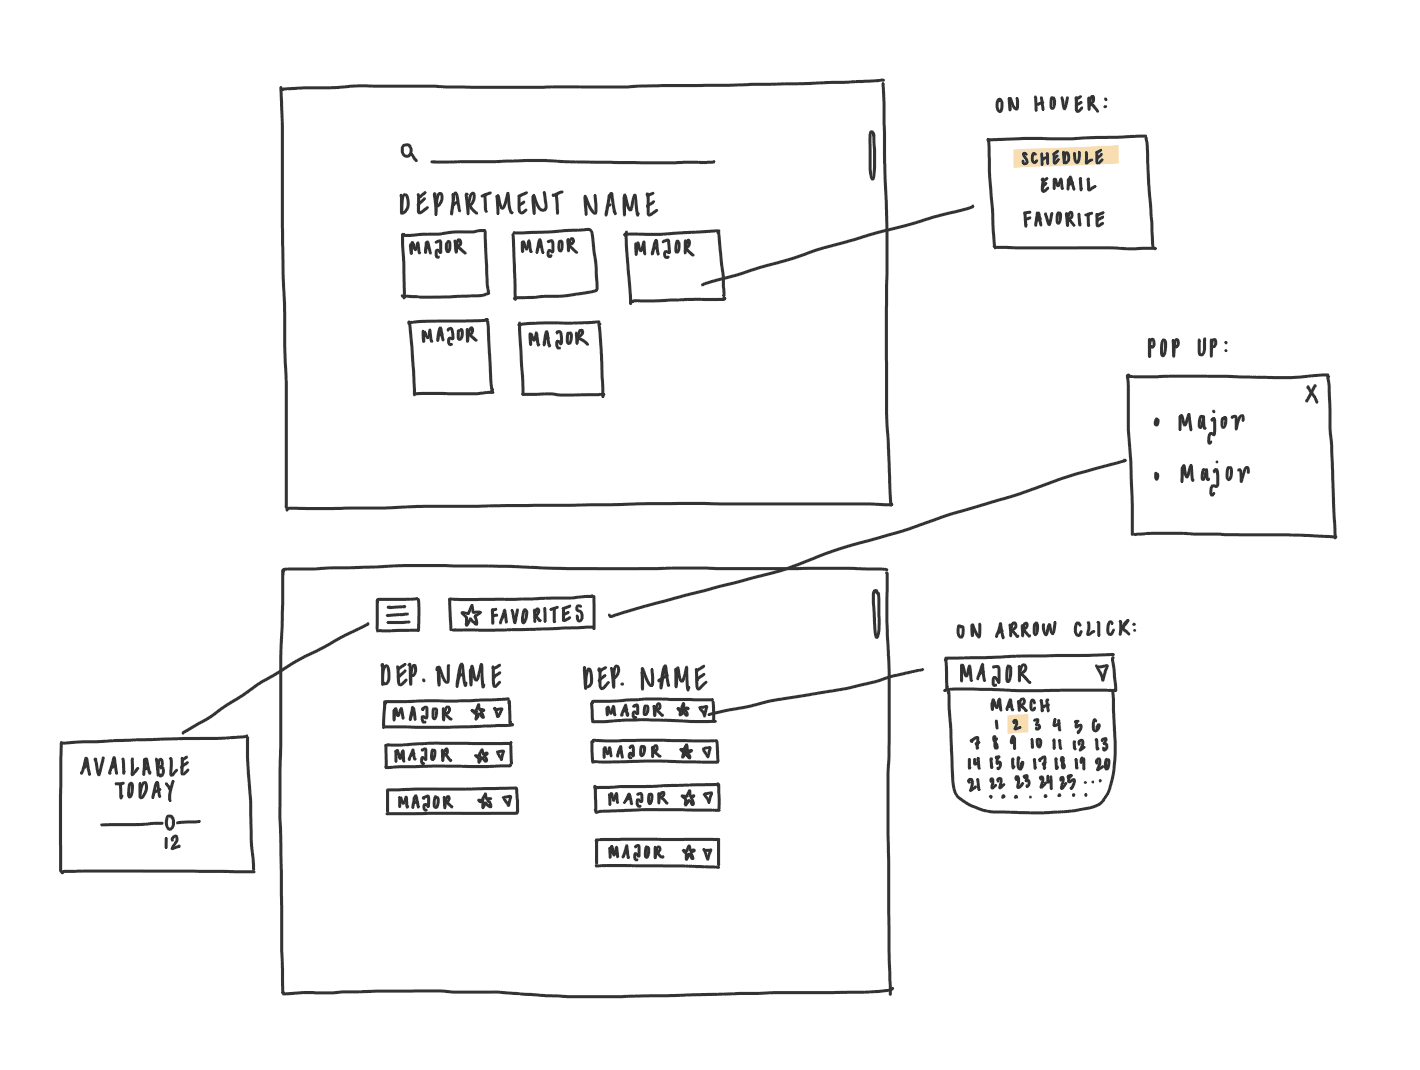 ON HOVER:
SCHEDULE
EMAIL
FAVORITE
DEPARTMENT NAME
MAJOR MAJOR MAJOR
MAJOR MAJOR
POP UP:
X
• Major
• Major
FAVORITES
DEP. NAME
MAJOR
MAJOR
MAJOR
DEP. NAME
MAJOR
MAJOR
MAJOR
MAJOR
ON ARROW CLICK:
MAJOR
MARCH
1 2 3 4 5 6
7 8 9 10 11 12 13
14 15 16 17 18 19 20
21 22 23 24 25 ...
AVAILABLE
TODAY
12